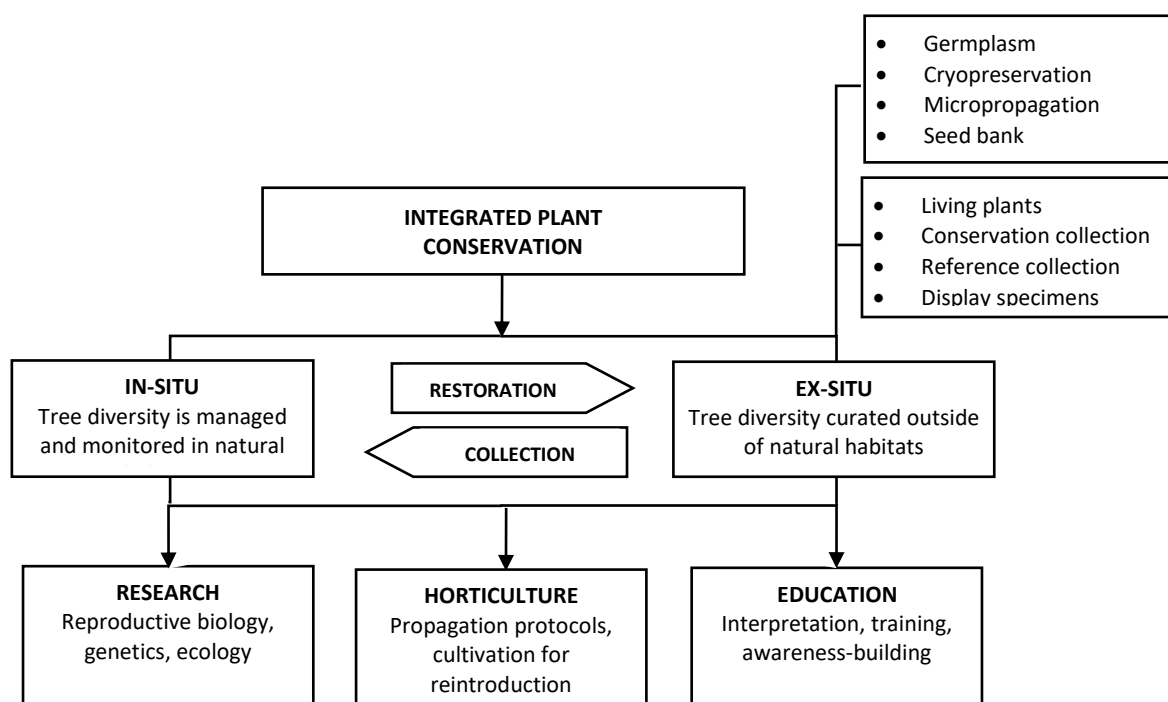 • Germplasm
• Cryopreservation
• Micropropagation
• Seed bank
• Living plants
• Conservation collection
• Reference collection
• Display specimens
INTEGRATED PLANT
CONSERVATION
IN-SITU
Tree diversity is managed
and monitored in natural
RESTORATION
COLLECTION
EX-SITU
Tree diversity curated outside
of natural habitats
RESEARCH
Reproductive biology,
genetics, ecology
HORTICULTURE
Propagation protocols,
cultivation for
reintroduction
EDUCATION
Interpretation, training,
awareness-building